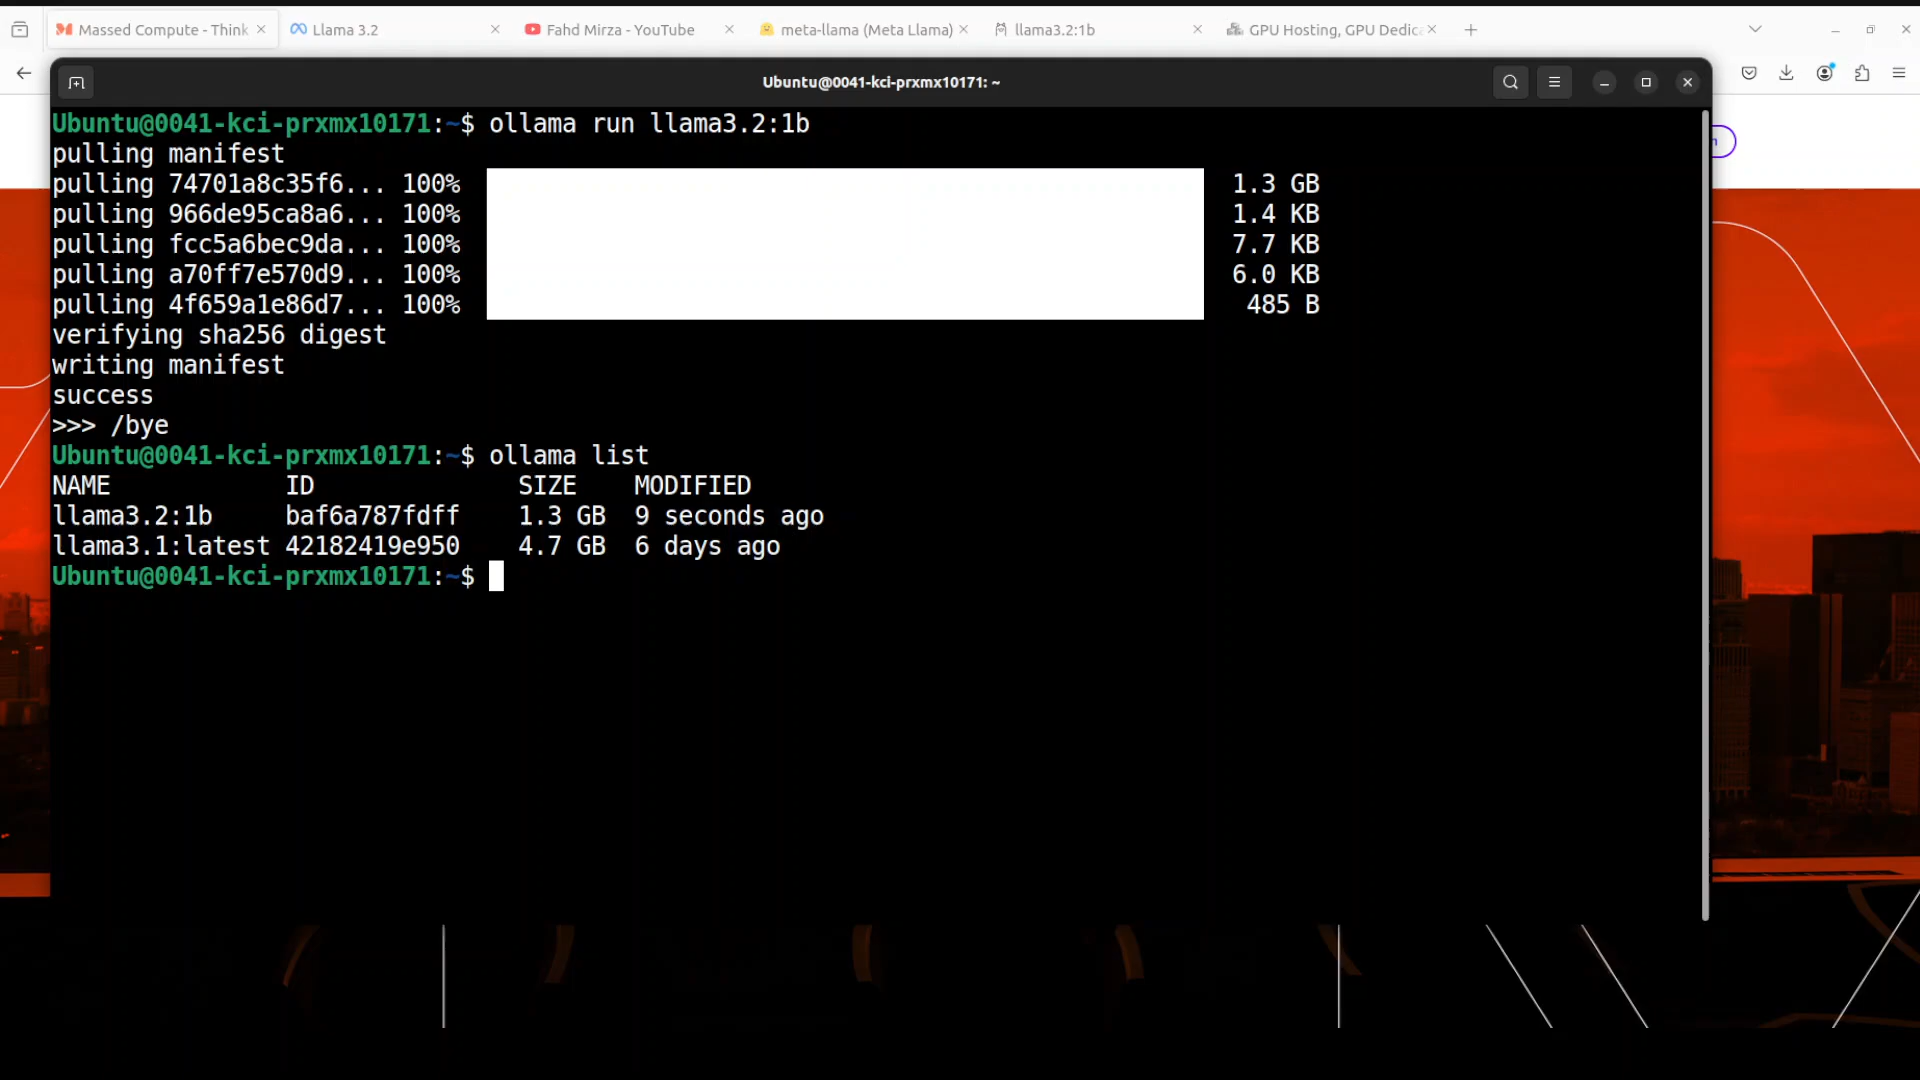 Massed Compute - Think
Llama 3.2
Fahd Mirza - YouTube
meta-llama (Meta Llama)
llama3.2:1b
GPU Hosting, GPU Dedic
Ubuntu@0041-kci-prxmx10171: ~
Ubuntu@0041-kci-prxmx10171:~$ ollama run llama3.2:1b
pulling manifest
pulling 74701a8c35f6... 100% 1.3 GB
pulling 966de95ca8a6... 100% 1.4 KB
pulling fcc5a6bec9da... 100% 7.7 KB
pulling a70ff7e570d9... 100% 6.0 KB
pulling 4f659a1e86d7... 100% 485 B
verifying sha256 digest
writing manifest
success
>>> /bye
Ubuntu@0041-kci-prxmx10171:~$ ollama list
NAME ID SIZE MODIFIED
llama3.2:1b baf6a787fdff 1.3 GB 9 seconds ago
llama3.1:latest 42182419e950 4.7 GB 6 days ago
Ubuntu@0041-kci-prxmx10171:~$